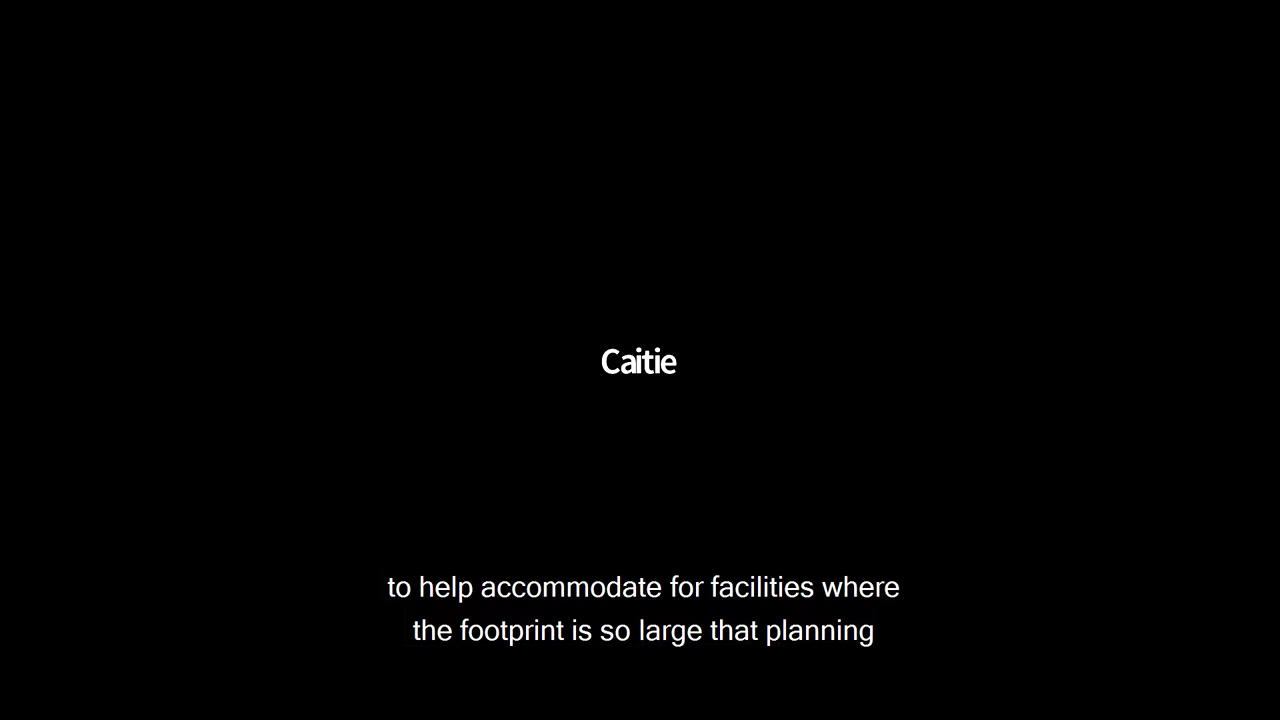 Caitie
to help accommodate for facilities where
the footprint is so large that planning